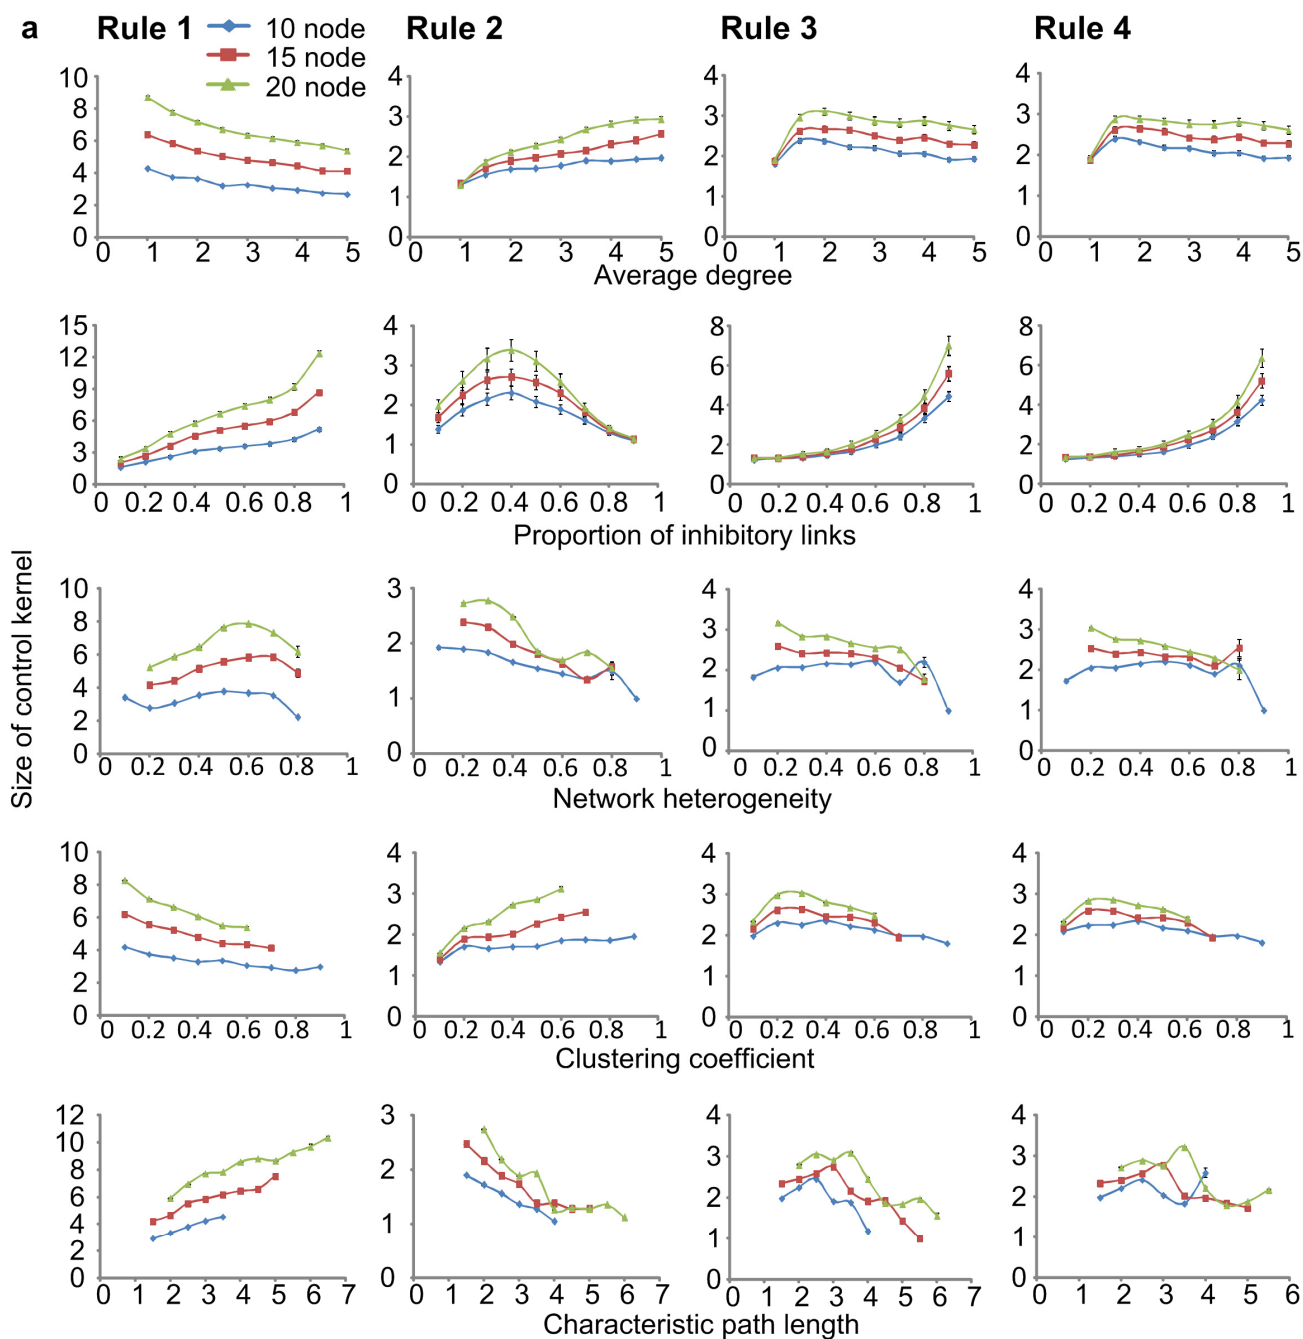 a Rule 1 Rule 2 Rule 3 Rule 4
10 node
15 node
20 node
10 8 6 4 2 0
0 1 2 3 4 5
4 3 2 1 0
0 1 2 3 4 5
4 3 2 1 0
0 1 2 3 4 5
4 3 2 1 0
0 1 2 3 4 5
Average degree
15 12 9 6 3 0
0 0.2 0.4 0.6 0.8 1
4 3 2 1 0
0 0.2 0.4 0.6 0.8 1
8 6 4 2 0
0 0.2 0.4 0.6 0.8 1
8 6 4 2 0
0 0.2 0.4 0.6 0.8 1
Proportion of inhibitory links
Size of control kernel
10 8 6 4 2 0
0 0.2 0.4 0.6 0.8 1
3 2 1 0
0 0.2 0.4 0.6 0.8 1
4 3 2 1 0
0 0.2 0.4 0.6 0.8 1
4 3 2 1 0
0 0.2 0.4 0.6 0.8 1
Network heterogeneity
10 8 6 4 2 0
0 0.2 0.4 0.6 0.8 1
4 3 2 1 0
0 0.2 0.4 0.6 0.8 1
4 3 2 1 0
0 0.2 0.4 0.6 0.8 1
4 3 2 1 0
0 0.2 0.4 0.6 0.8 1
Clustering coefficient
12 10 8 6 4 2 0
0 1 2 3 4 5 6 7
3 2 1 0
0 1 2 3 4 5 6 7
4 3 2 1 0
0 1 2 3 4 5 6 7
4 3 2 1 0
0 1 2 3 4 5 6
Characteristic path length